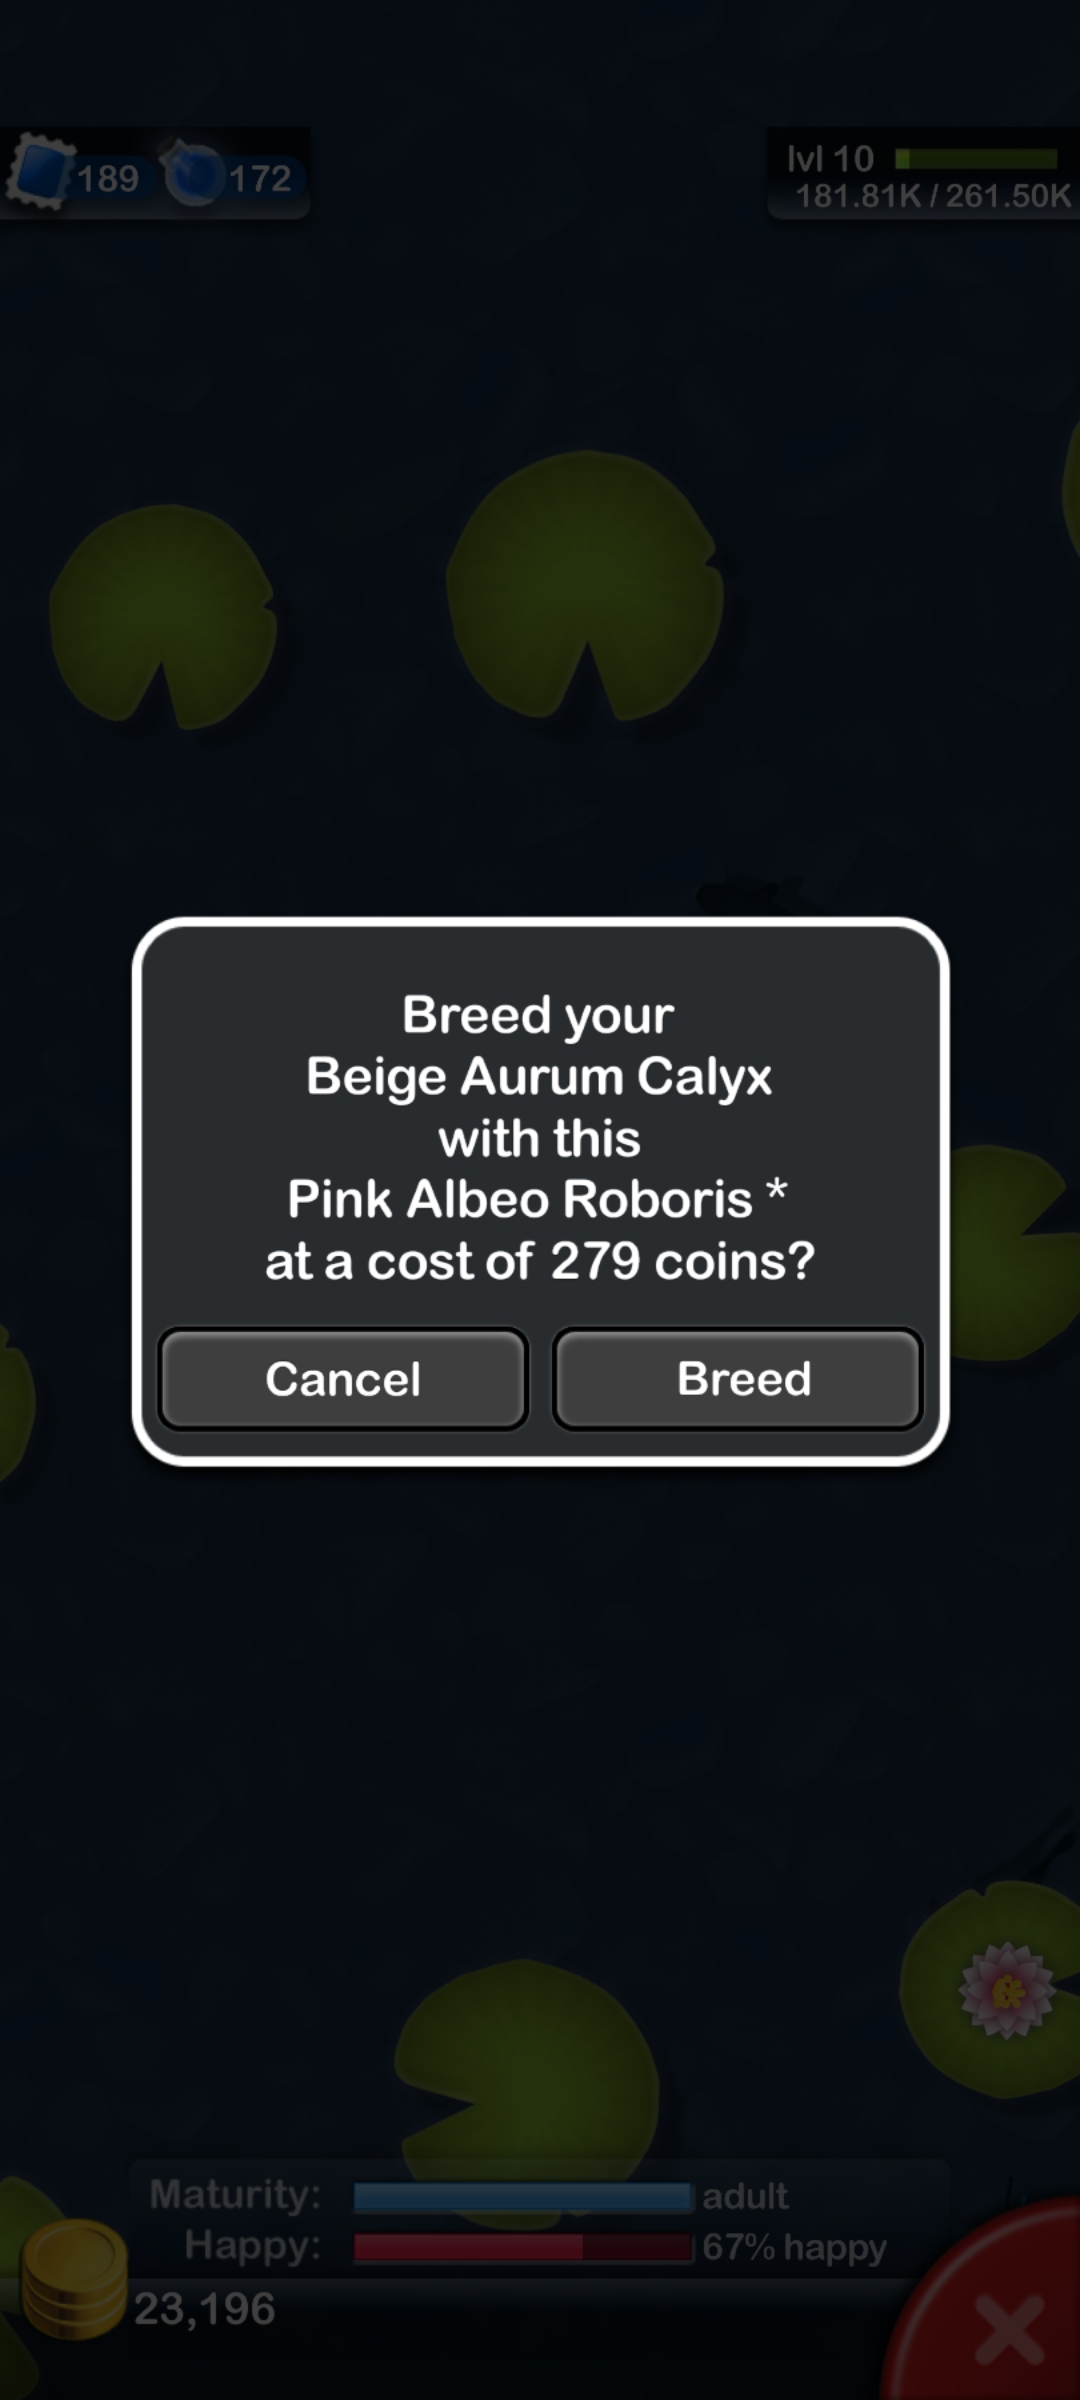 189 172
lvl 10
181.81K / 261.50K
Breed your
Beige Aurum Calyx
with this
Pink Albeo Roboris *
at a cost of 279 coins?
Cancel Breed
Maturity: adult
Happy: 67% happy
23,196